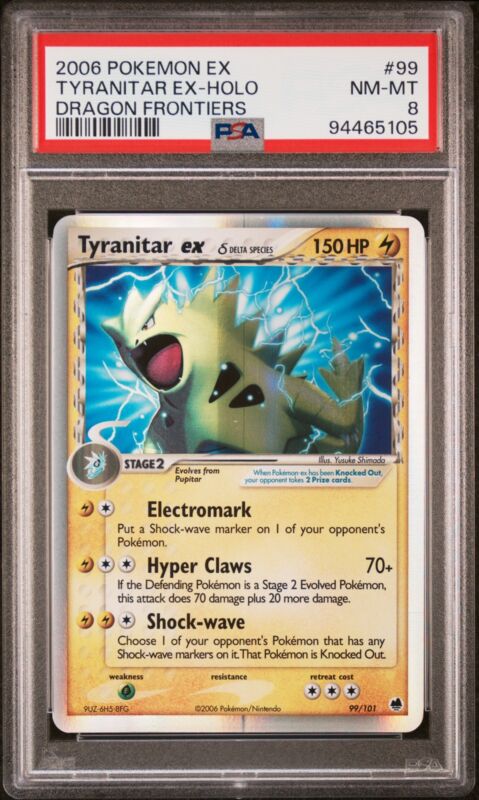 2006 POKEMON EX #99
TYRANITAR EX-HOLO NM-MT
DRAGON FRONTIERS 8
PSA 94465105
Tyranitar ex δ DELTA SPECIES 150 HP
Illus. Yusuke Shimada
STAGE 2
Evolves from
Pupitar
When Pokémon-ex has been Knocked Out,
your opponent takes 2 Prize cards.
Electromark
Put a Shock-wave marker on 1 of your opponent's
Pokémon.
Hyper Claws 70+
If the Defending Pokémon is a Stage 2 Evolved Pokémon,
this attack does 70 damage plus 20 more damage.
Shock-wave
Choose 1 of your opponent's Pokémon that has any
Shock-wave markers on it. That Pokémon is Knocked Out.
weakness resistance retreat cost
9UZ-6H5-8FG ©2006 Pokémon/Nintendo 99/101
PSA